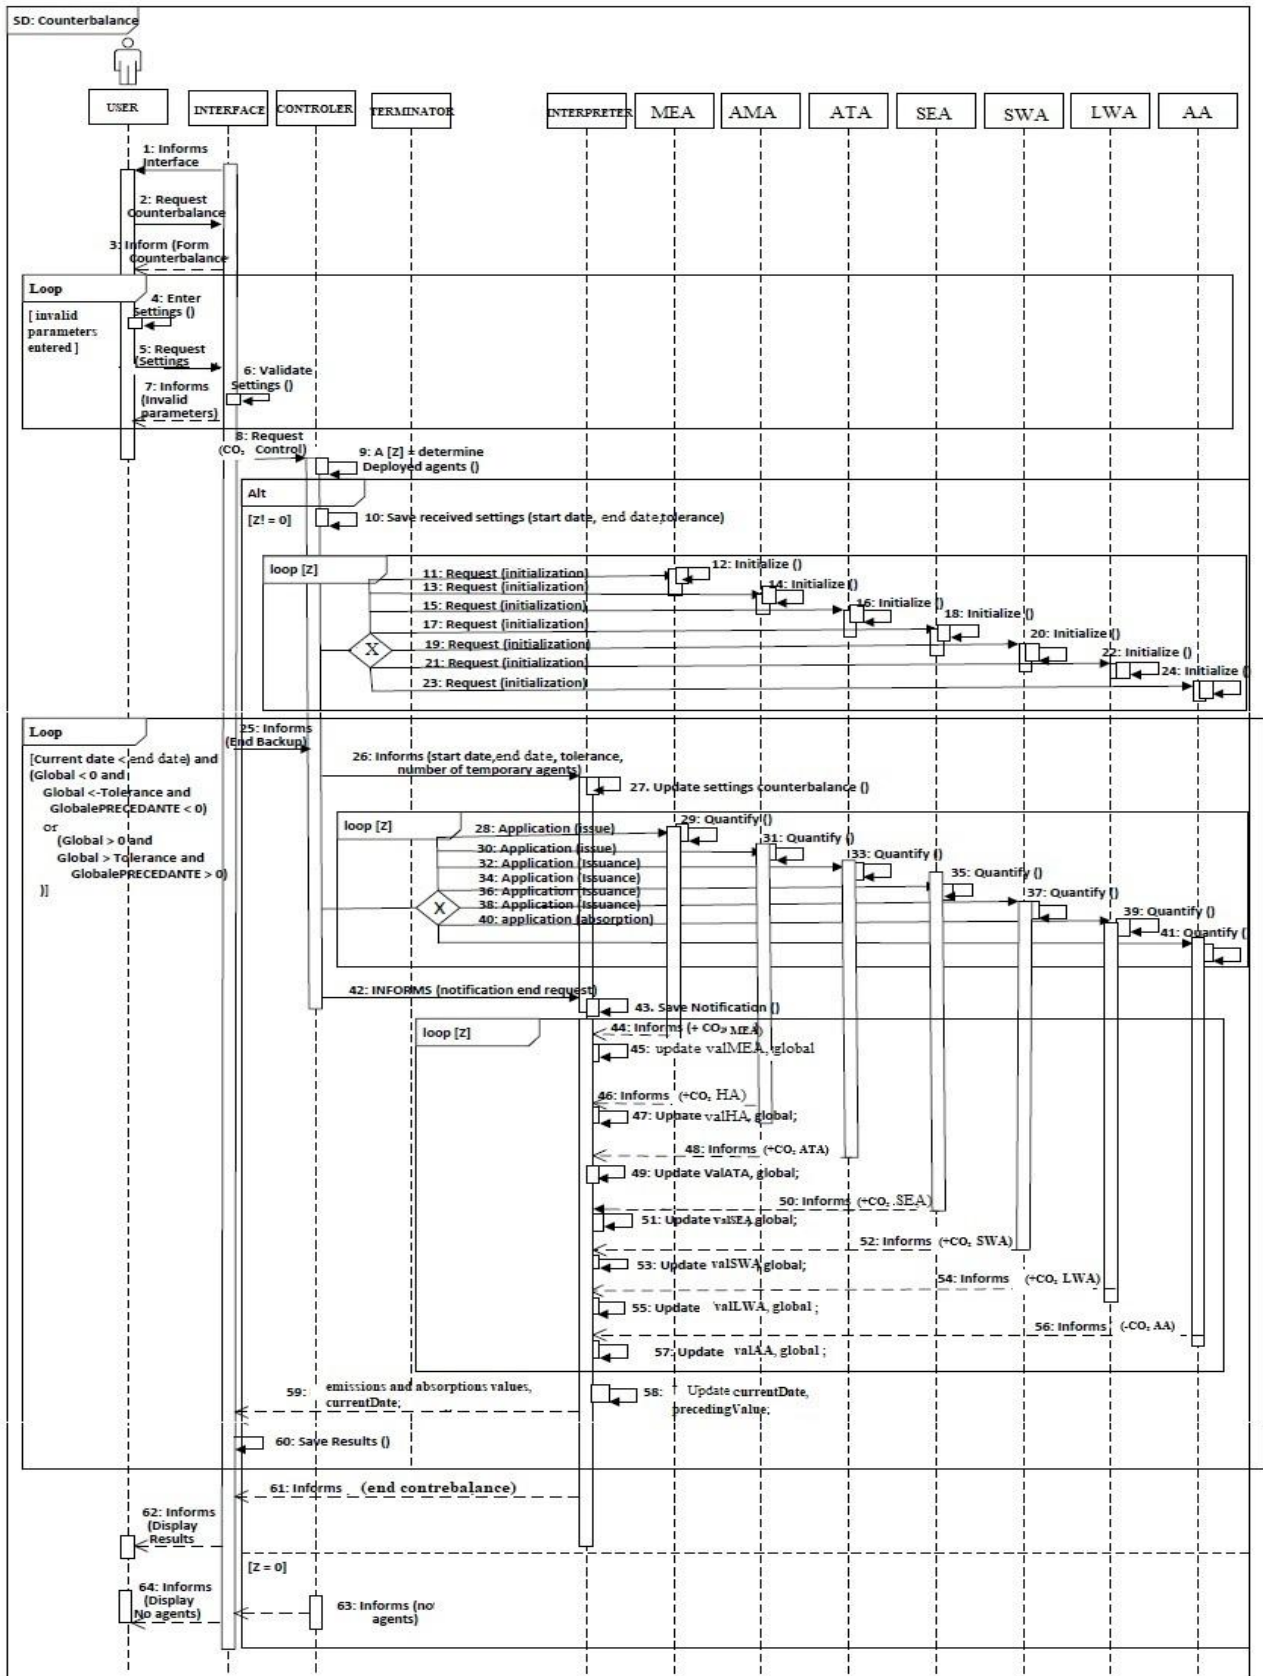 SD: Counterbalance
USER
INTERFACE
CONTROLER
TERMINATOR
INTERPRETER
MEA
AMA
ATA
SEA
SWA
LWA
AA
1: Informs
Interface
2: Request
Counterbalance
3: Inform (Form
Counterbalance
Loop
[ invalid
parameters
entered ]
4: Enter
Settings ()
5: Request
(Settings
6: Validate
Settings ()
7: Informs
(Invalid
parameters)
8: Request
(CO₂ Control)
9: A [Z] = determine
Deployed agents ()
Alt
[Z! = 0]
10: Save received settings (start date, end date,tolerance)
loop [Z]
11: Request (initialization)
12: Initialize ()
13: Request (initialization)
14: Initialize ()
15: Request (initialization)
16: Initialize ()
17: Request (initialization)
18: Initialize ()
X
19: Request (initialization)
20: Initialize ()
21: Request (initialization)
22: Initialize ()
23: Request (initialization)
24: Initialize ()
Loop
[Current date < end date) and
(Global < 0 and
Global <-Tolerance and
GlobalePRECEDANTE < 0)
or
(Global > 0 and
Global > Tolerance and
GlobalePRECEDANTE > 0)
)]
25: Informs
(End Backup)
26: Informs (start date,end date, tolerance,
number of temporary agents)
27. Update settings counterbalance ()
loop [Z]
28: Application (issue)
29: Quantify ()
30: Application (issue)
31: Quantify ()
32: Application (Issuance)
33: Quantify ()
34: Application (Issuance)
35: Quantify ()
36: Application (Issuance)
37: Quantify ()
X
38: Application (Issuance)
39: Quantify ()
40: application (absorption)
41: Quantify ()
42: INFORMS (notification end request)
43. Save Notification ()
loop [Z]
44: Informs (+ CO₂, MEA)
45: update valMEA, global
46: Informs (+CO₂ HA)
47: Update valHA, global;
48: Informs (+CO₂ ATA)
49: Update ValATA, global;
50: Informs (+CO₂ .SEA)
51: Update valSEA,global;
52: Informs (+CO₂ SWA)
53: Update valSWA,global;
54: Informs (+CO₂ LWA)
55: Update valLWA, global ;
56: Informs (-CO₂ AA)
57: Update valAA, global ;
58: Update currentDate,
precedingValue;
59: emissions and absorptions values,
currentDate;
60: Save Results ()
61: Informs (end contrebalance)
62: Informs
(Display
Results
[Z = 0]
63: Informs (no
agents)
64: Informs
(Display
No agents)